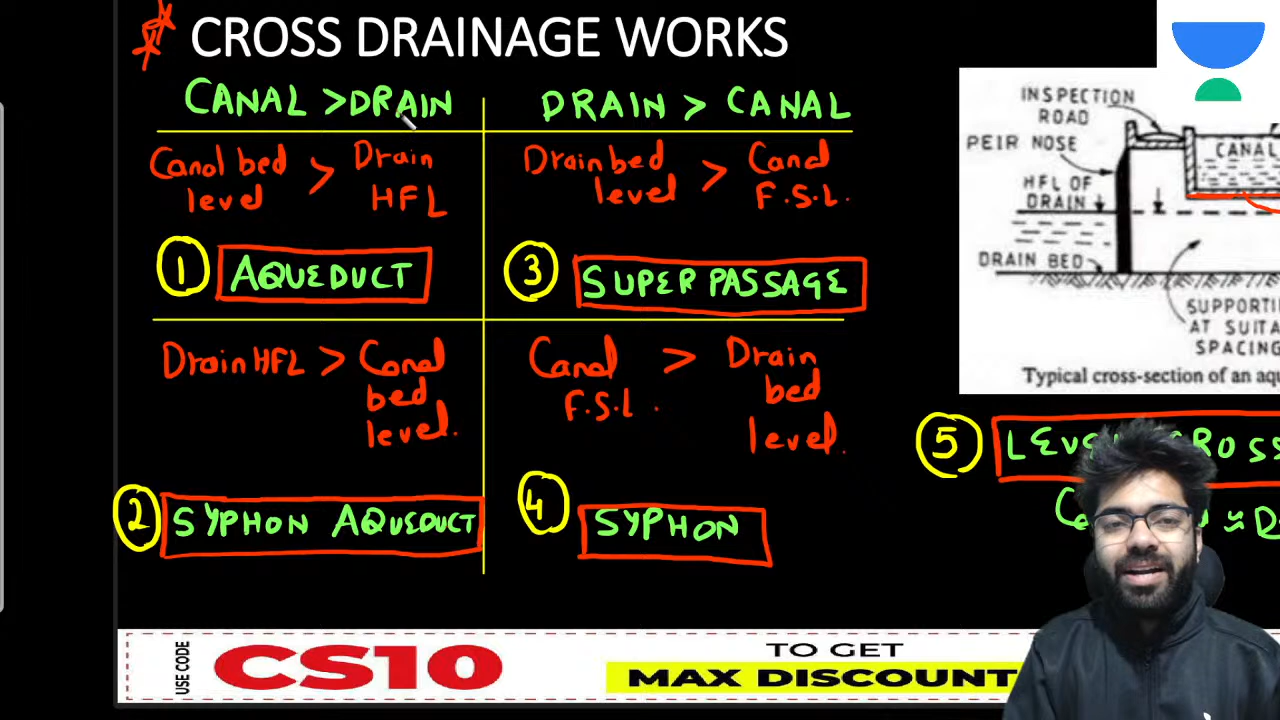 CROSS DRAINAGE WORKS
CANAL > DRAIN
Canal bed level > Drain HFL
1 AQUEDUCT
Drain HFL > Canal bed level.
2 SYPHON AQUEDUCT
DRAIN > CANAL
Drain bed level > Canal F.S.L.
3 SUPER PASSAGE
Canal F.S.L. > Drain bed level.
4 SYPHON
INSPECTION
ROAD
PEIR NOSE
CANAL
HFL OF
DRAIN
DRAIN BED
AT
SPACING
Typical cross-section of an
5
USE CODE
CS10
TO GET
MAX DISCOUNT